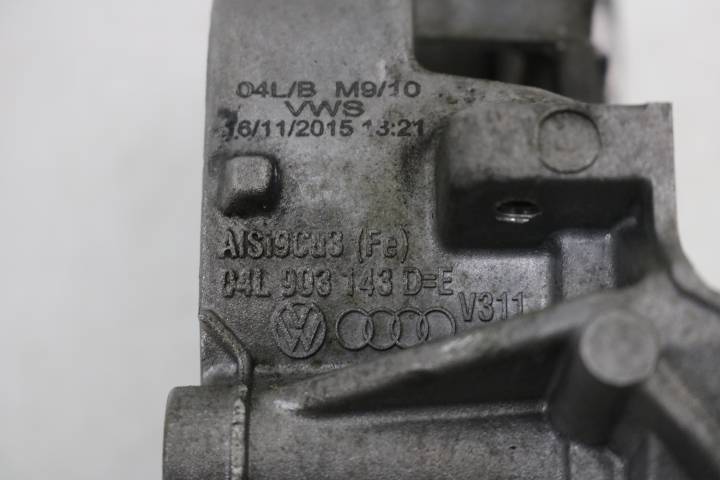 04L/B M9/10
VWS
16/11/2015 13:21
AlSi9Cu3 (Fe)
04L 903 143 D=E
V311